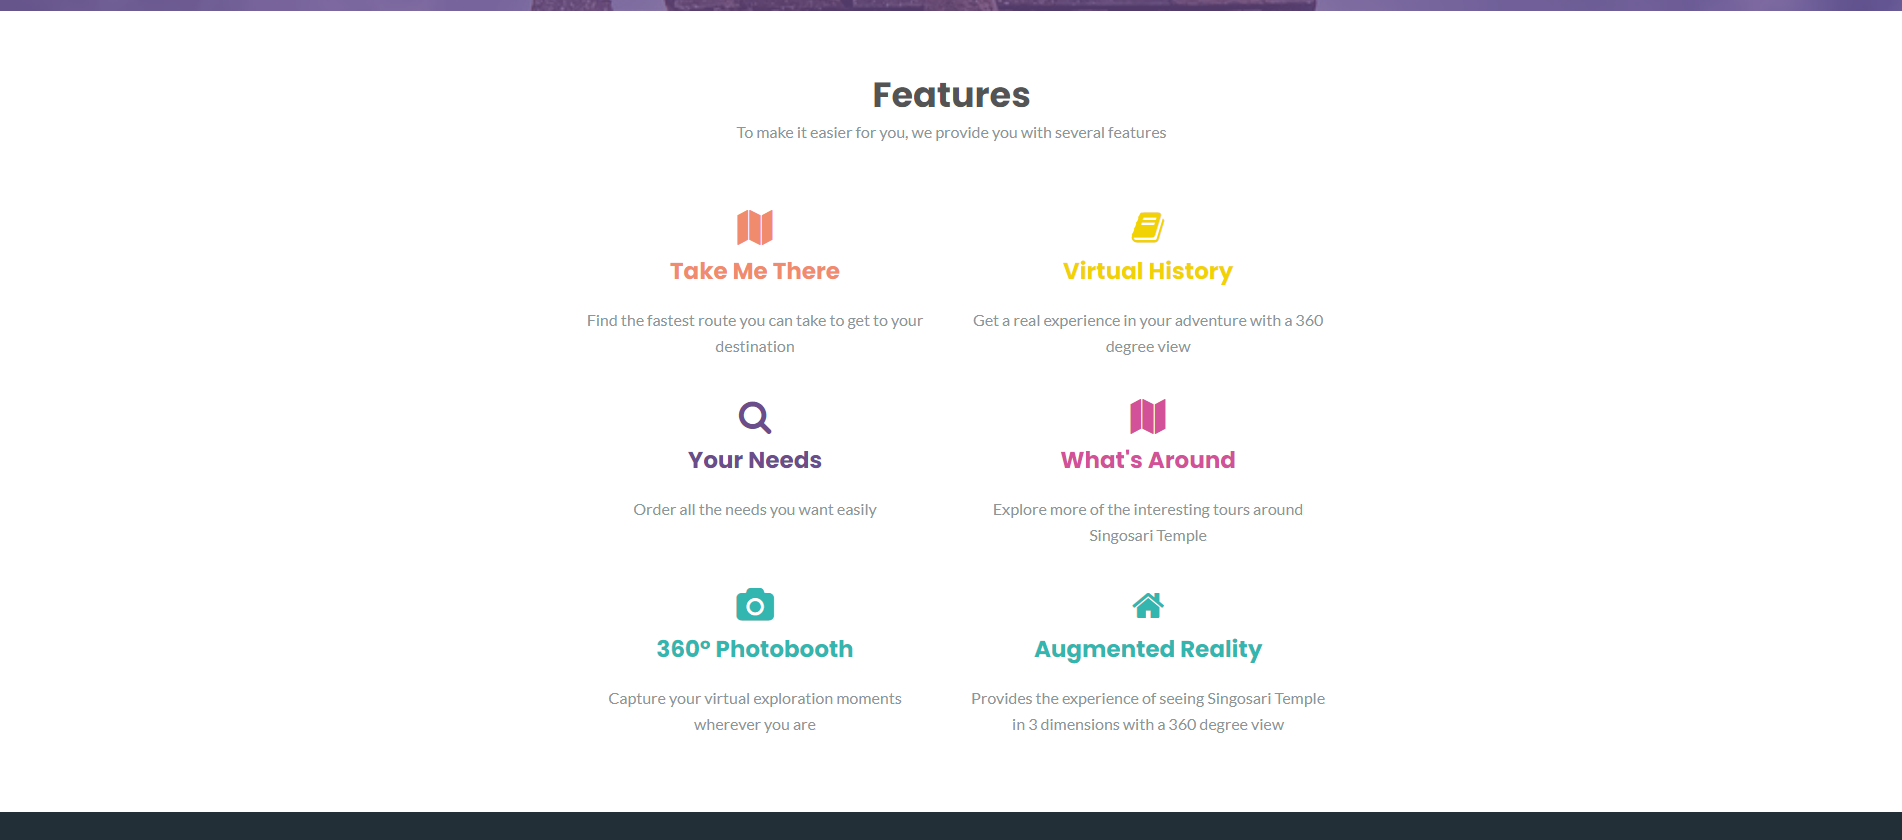 Features
To make it easier for you, we provide you with several features
Take Me There
Find the fastest route you can take to get to your
destination
Virtual History
Get a real experience in your adventure with a 360
degree view
Your Needs
Order all the needs you want easily
What's Around
Explore more of the interesting tours around
Singosari Temple
360° Photobooth
Capture your virtual exploration moments
wherever you are
Augmented Reality
Provides the experience of seeing Singosari Temple
in 3 dimensions with a 360 degree view